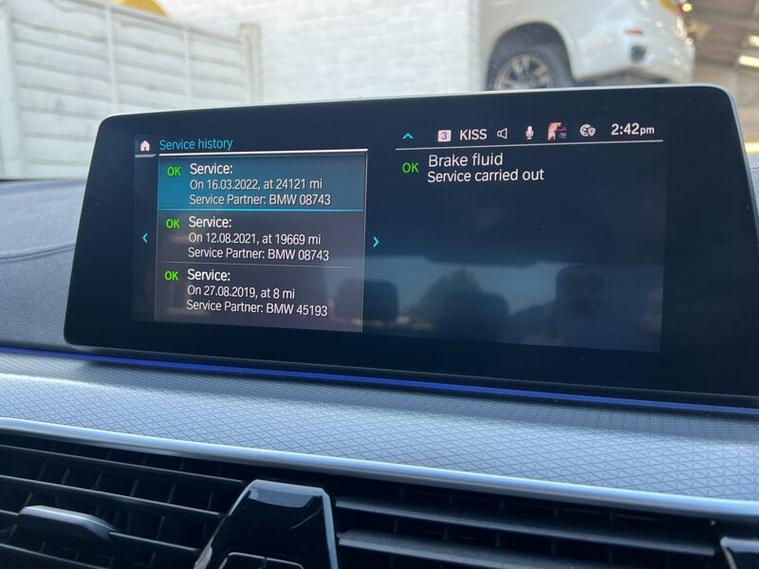 Service history
3 KISS 2:42pm
OK Service:
On 16.03.2022, at 24121 mi
Service Partner: BMW 08743
OK Service:
On 12.08.2021, at 19669 mi
Service Partner: BMW 08743
OK Service:
On 27.08.2019, at 8 mi
Service Partner: BMW 45193
OK Brake fluid
Service carried out